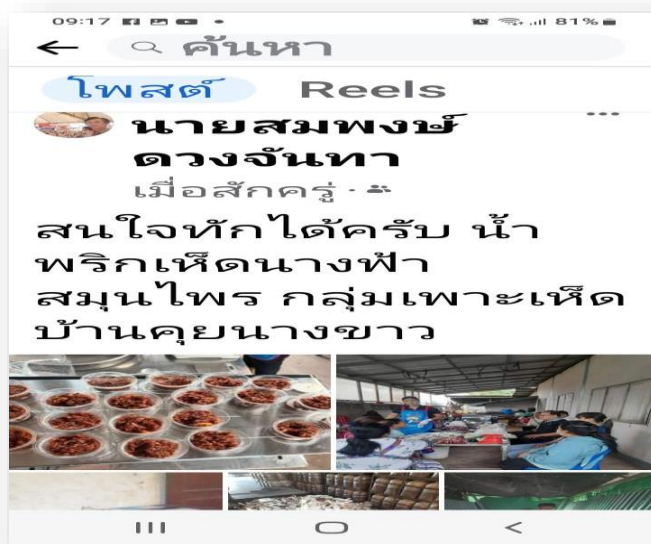 09:17
81%
ค้นหา
โพสต์ Reels
นายสมพงษ์
ดวงจันทา
เมื่อสักครู่ ·
สนใจทักได้ครับ น้ำ
พริกเห็ดนางฟ้า
สมุนไพร กลุ่มเพาะเห็ด
บ้านคุยนางขาว